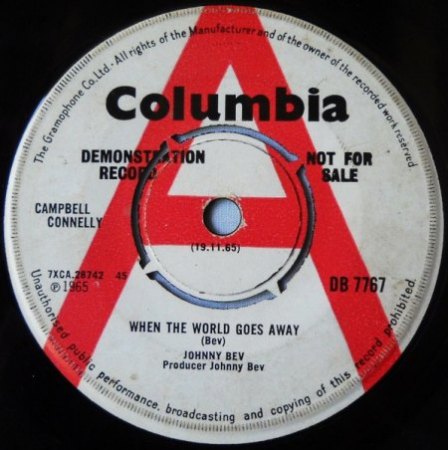 The Gramophone Co. Ltd. - All rights of the Manufacturer and of the owner of the recorded work reserved
Columbia
DEMONSTRATION
RECORD
NOT FOR
SALE
CAMPBELL
CONNELLY
(19.11.65)
7XCA.28742 45
Ⓟ1965
DB 7767
WHEN THE WORLD GOES AWAY
(Bev)
JOHNNY BEV
Producer Johnny Bev
Unauthorised public performance, broadcasting and copying of this record prohibited